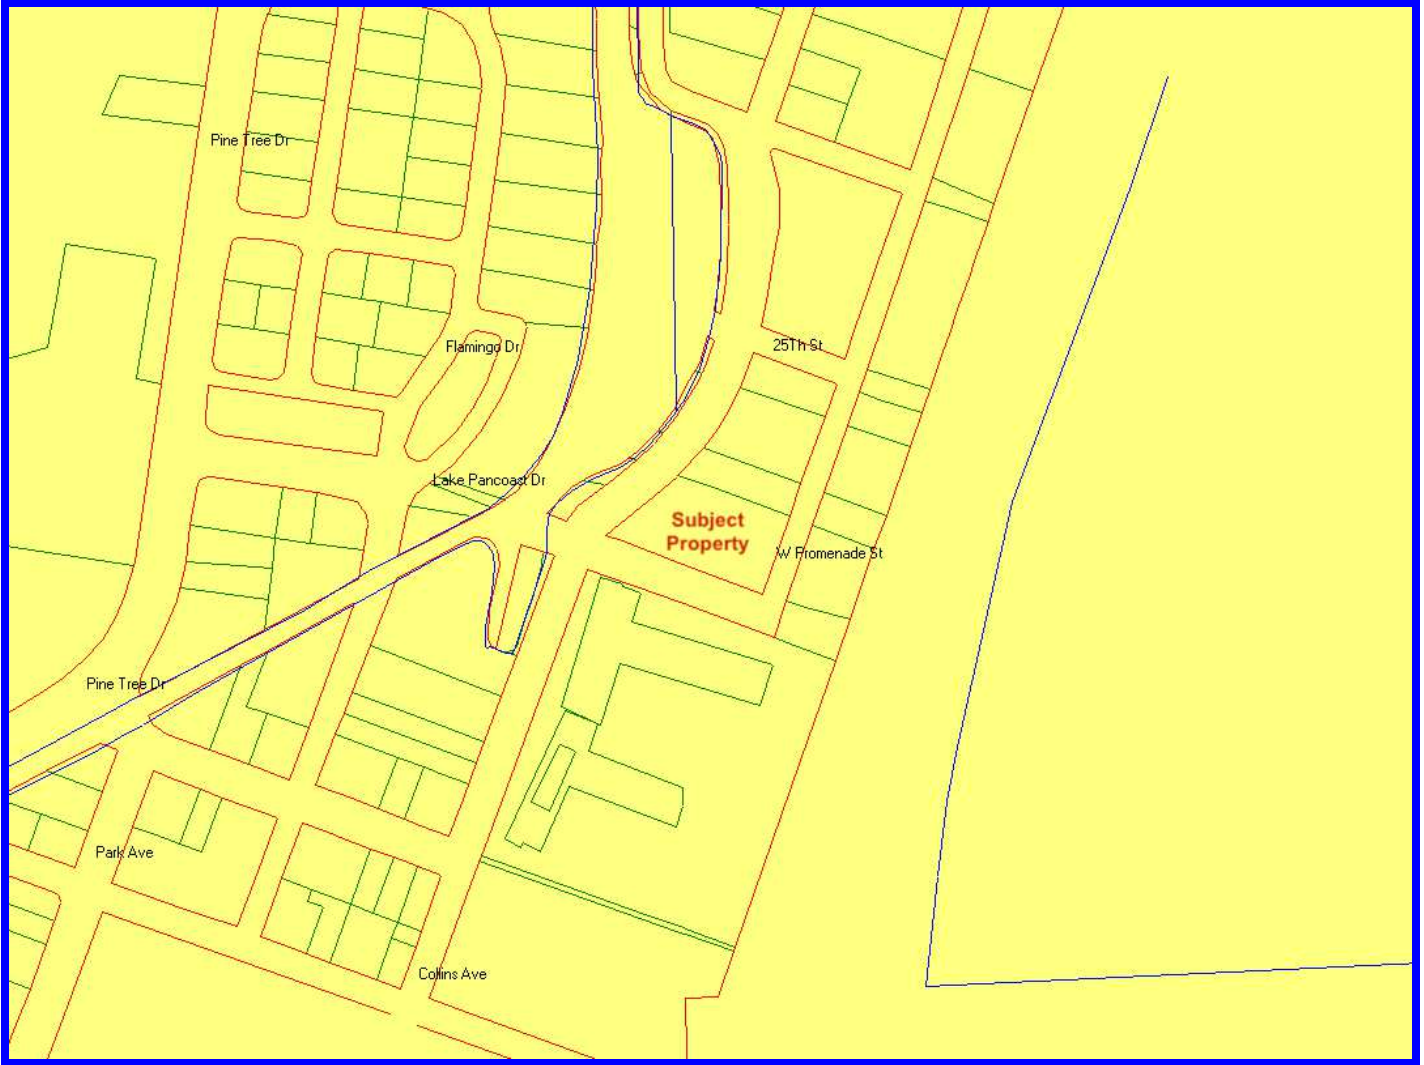 Pine Tree Dr
Flamingo Dr
25Th St
Lake Pancoast Dr
Subject
Property
W Promenade St
Pine Tree Dr
Park Ave
Collins Ave